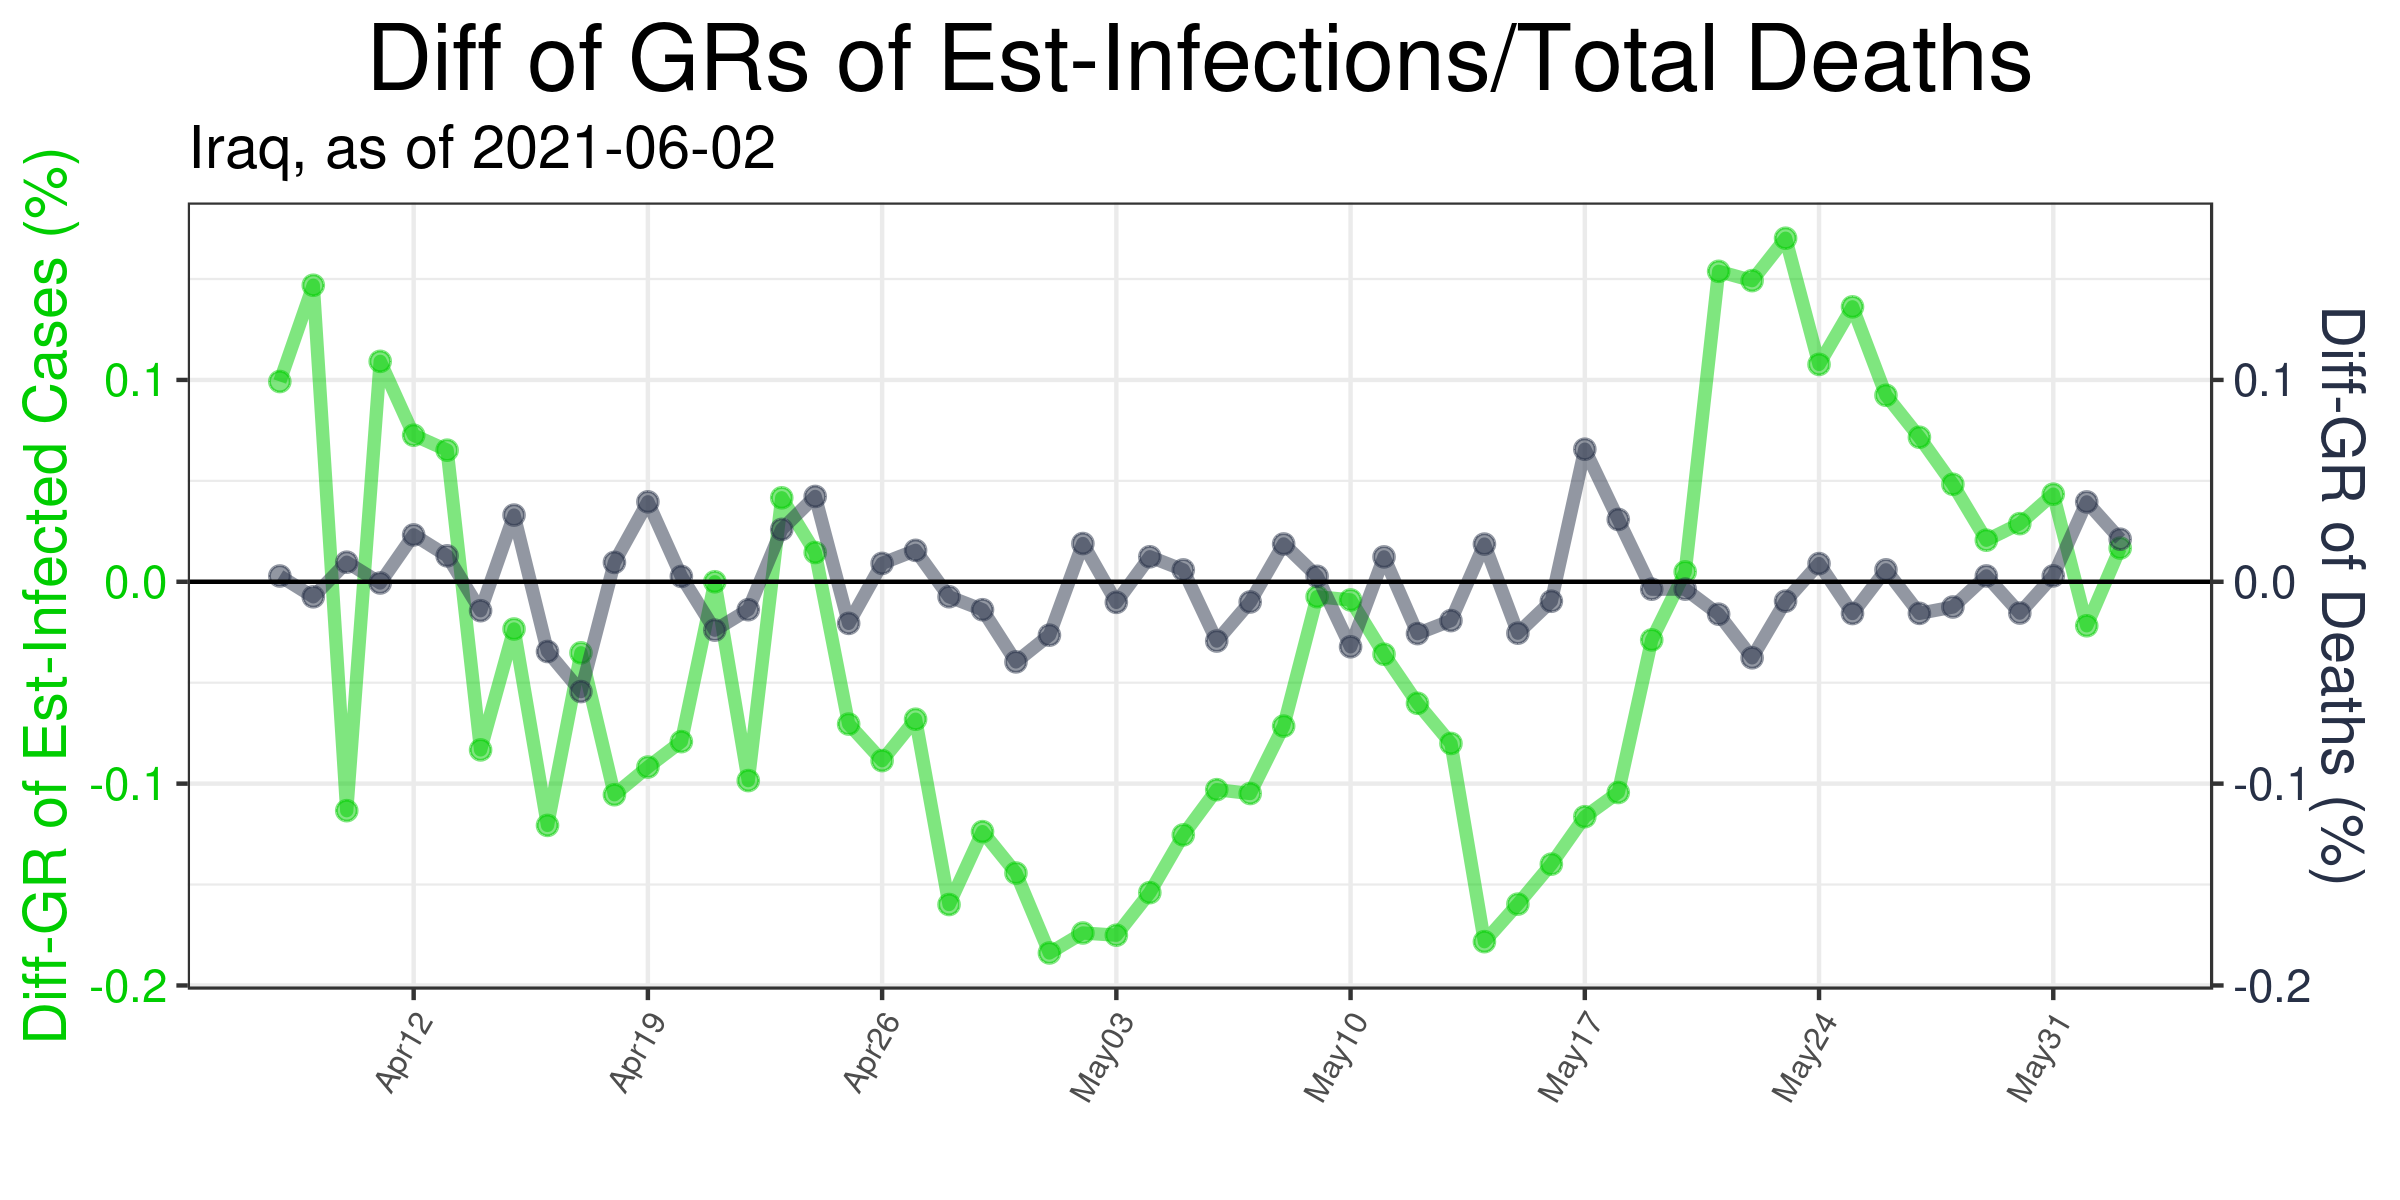 Diff of GRs of Est-Infections/Total Deaths
Iraq, as of 2021-06-02
Diff-GR of Est-Infected Cases (%)
0.1
0.0
-0.1
-0.2
0.1
0.0
-0.1
-0.2
Diff-GR of Deaths (%)
Apr12
Apr19
Apr26
May03
May10
May17
May24
May31